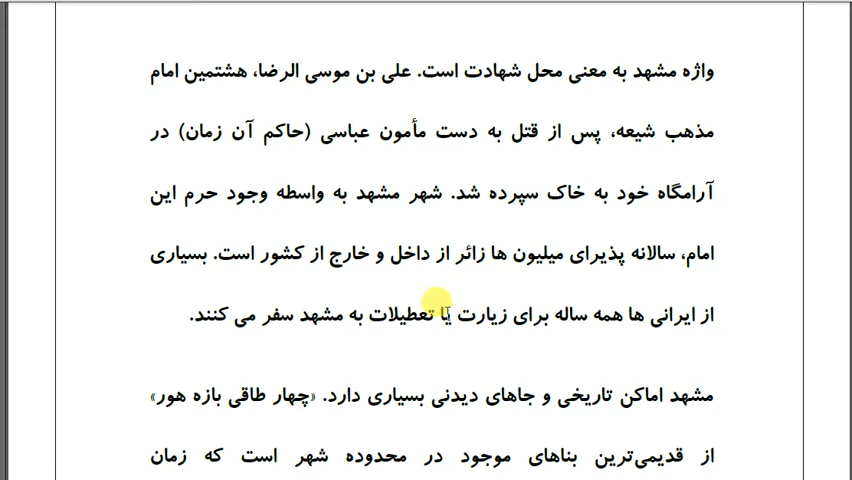 واژه مشهد به معنی محل شهادت است. علی بن موسی الرضا، هشتمین امام
مذهب شیعه، پس از قتل به دست مأمون عباسی (حاکم آن زمان) در
آرامگاه خود به خاک سپرده شد. شهر مشهد به واسطه وجود حرم این
امام، سالانه پذیرای میلیون ها زائر از داخل و خارج از کشور است. بسیاری
از ایرانی ها همه ساله برای زیارت یا تعطیلات به مشهد سفر می کنند.
مشهد اماکن تاریخی و جاهای دیدنی بسیاری دارد. «چهار طاقی بازه هور»
از قدیمی‌ترین بناهای موجود در محدوده شهر است که زمان